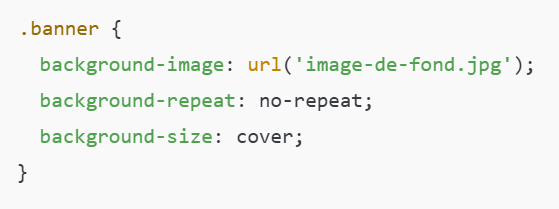 .banner {
  background-image: url('image-de-fond.jpg');
  background-repeat: no-repeat;
  background-size: cover;
}